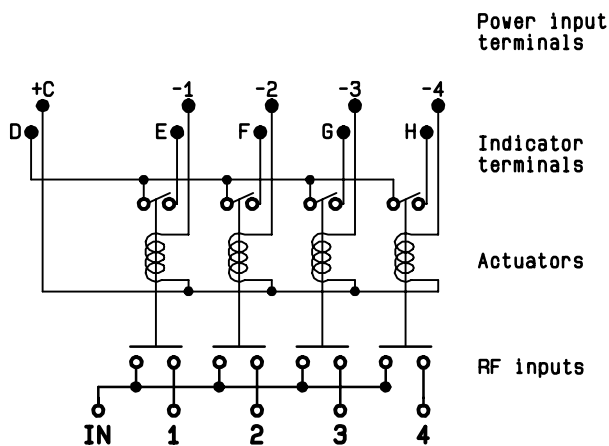 Power input
terminals
+C -1 -2 -3 -4
D E F G H
Indicator
terminals
Actuators
RF inputs
IN 1 2 3 4